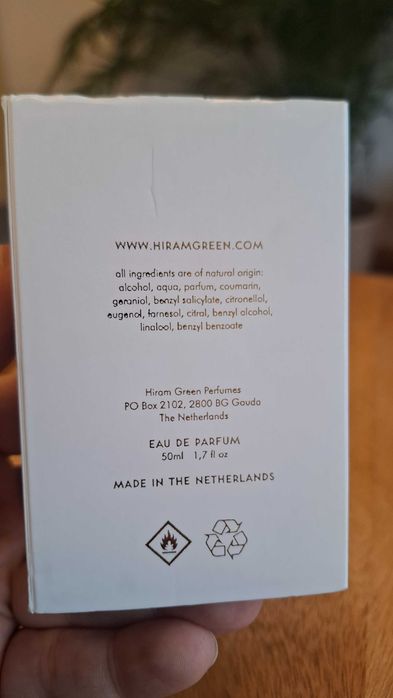 WWW.HIRAMGREEN.COM
all ingredients are of natural origin:
alcohol, aqua, parfum, coumarin,
geraniol, benzyl salicylate, citronellol,
eugenol, farnesol, citral, benzyl alcohol,
linalool, benzyl benzoate
Hiram Green Perfumes
PO Box 2102, 2800 BG Gouda
The Netherlands
EAU DE PARFUM
50ml 1,7 fl oz
MADE IN THE NETHERLANDS